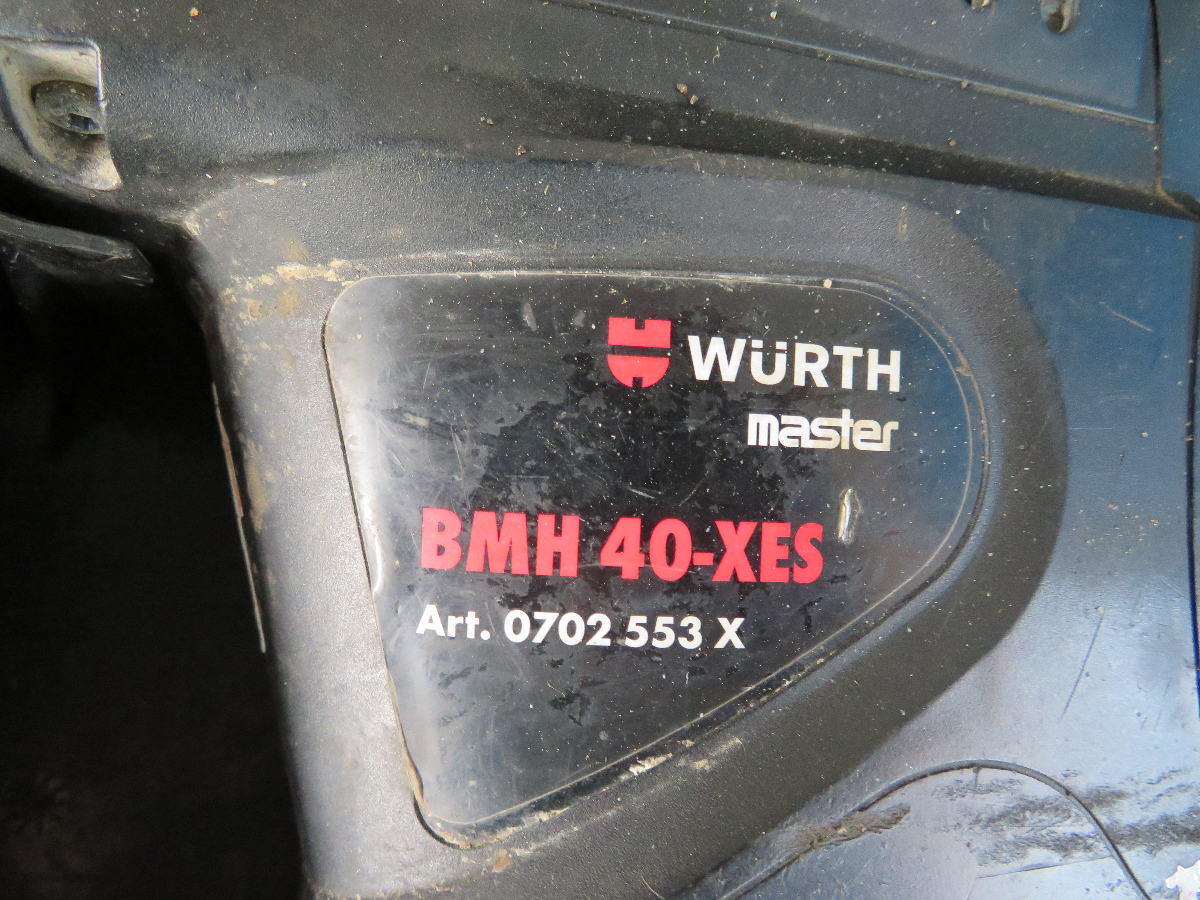 WÜRTH
master
BMH 40-XES
Art. 0702 553 X